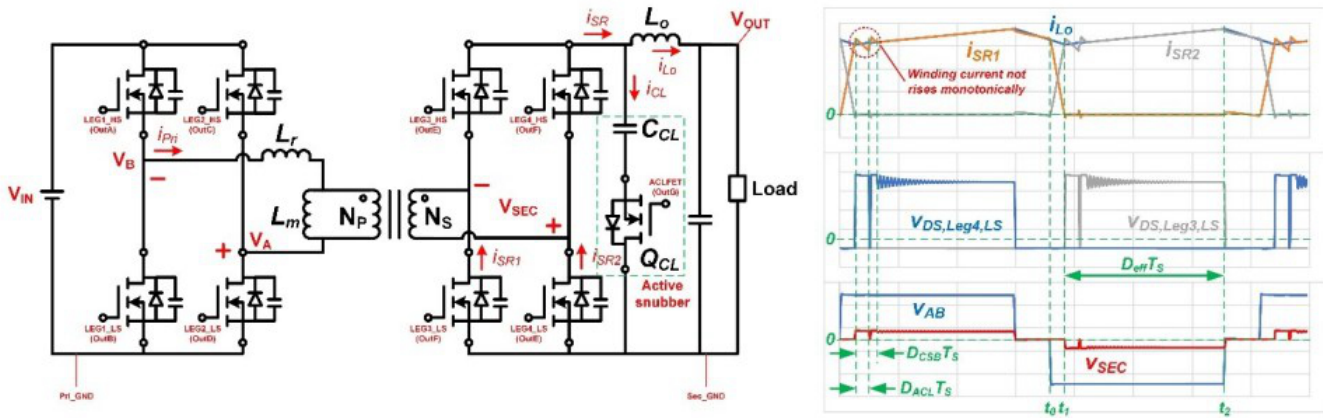 i_SR
L_o
V_OUT
i_Lo
i_CL
LEG1_HS
(OutA)
LEG2_HS
(OutC)
LEG3_HS
(OutE)
LEG4_HS
(OutF)
C_CL
i_Pri
L_r
V_B
ACLFET
(OutG)
V_IN
Load
L_m
N_P
N_S
V_SEC
V_A
Q_CL
i_SR1
i_SR2
Active
snubber
LEG1_LS
(OutB)
LEG2_LS
(OutD)
LEG3_LS
(OutF)
LEG4_LS
(OutE)
Pri_GND
Sec_GND
i_Lo
i_SR1
i_SR2
Winding current not
rises monotonically
0
v_DS,Leg4,LS
v_DS,Leg3,LS
0
D_eff T_S
v_AB
0
v_SEC
D_CSB T_S
D_ACL T_S
t_0 t_1
t_2